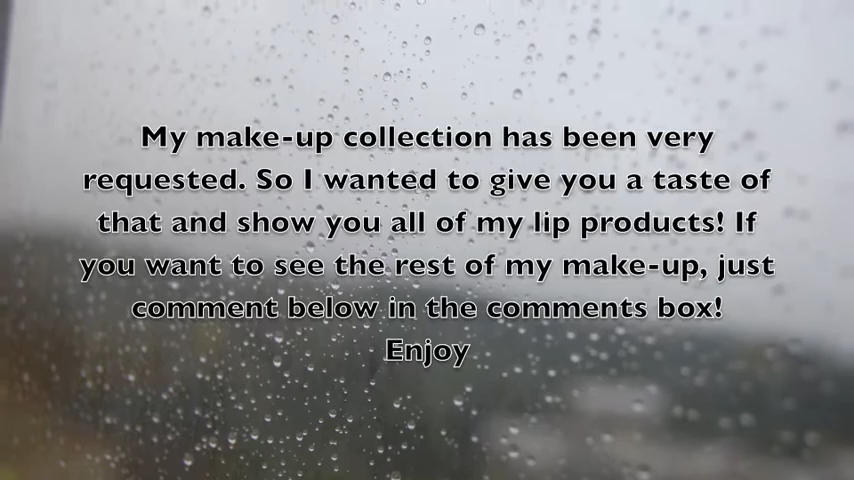 My make-up collection has been very
requested. So I wanted to give you a taste of
that and show you all of my lip products! If
you want to see the rest of my make-up, just
comment below in the comments box!
Enjoy